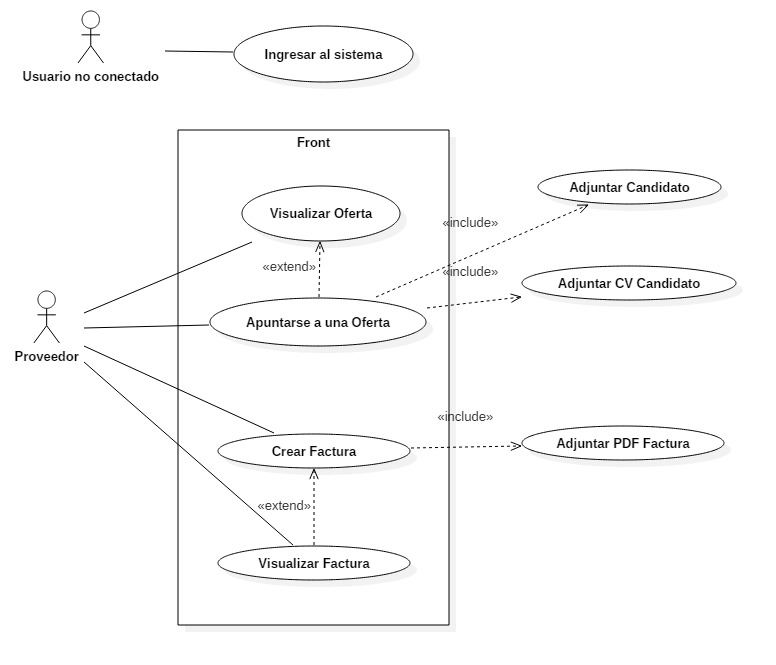 Usuario no conectado
Ingresar al sistema
Front
Visualizar Oferta
Adjuntar Candidato
«include»
«extend»
«include»
Adjuntar CV Candidato
Apuntarse a una Oferta
Proveedor
«include»
Crear Factura
Adjuntar PDF Factura
«extend»
Visualizar Factura